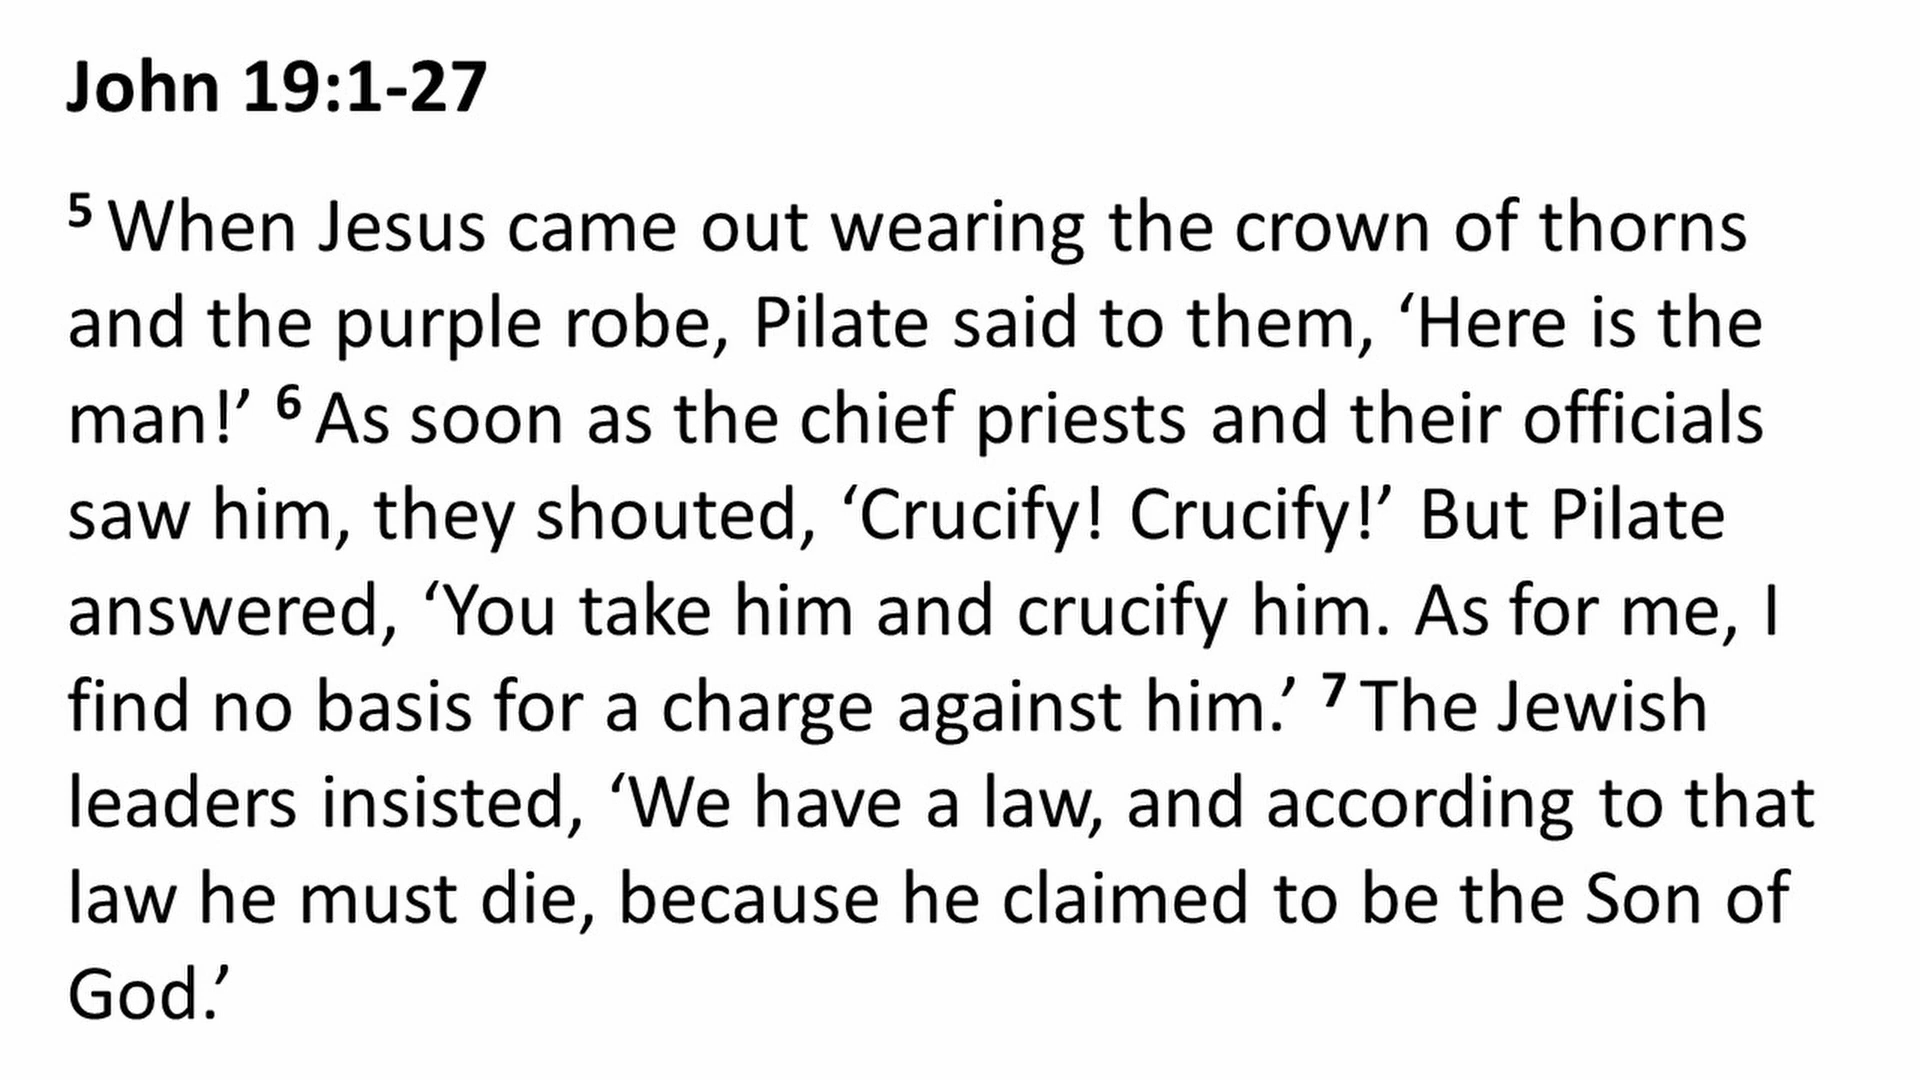 John 19:1-27
5 When Jesus came out wearing the crown of thorns
and the purple robe, Pilate said to them, ‘Here is the
man!’ 6 As soon as the chief priests and their officials
saw him, they shouted, ‘Crucify! Crucify!’ But Pilate
answered, ‘You take him and crucify him. As for me, I
find no basis for a charge against him.’ 7 The Jewish
leaders insisted, ‘We have a law, and according to that
law he must die, because he claimed to be the Son of
God.’